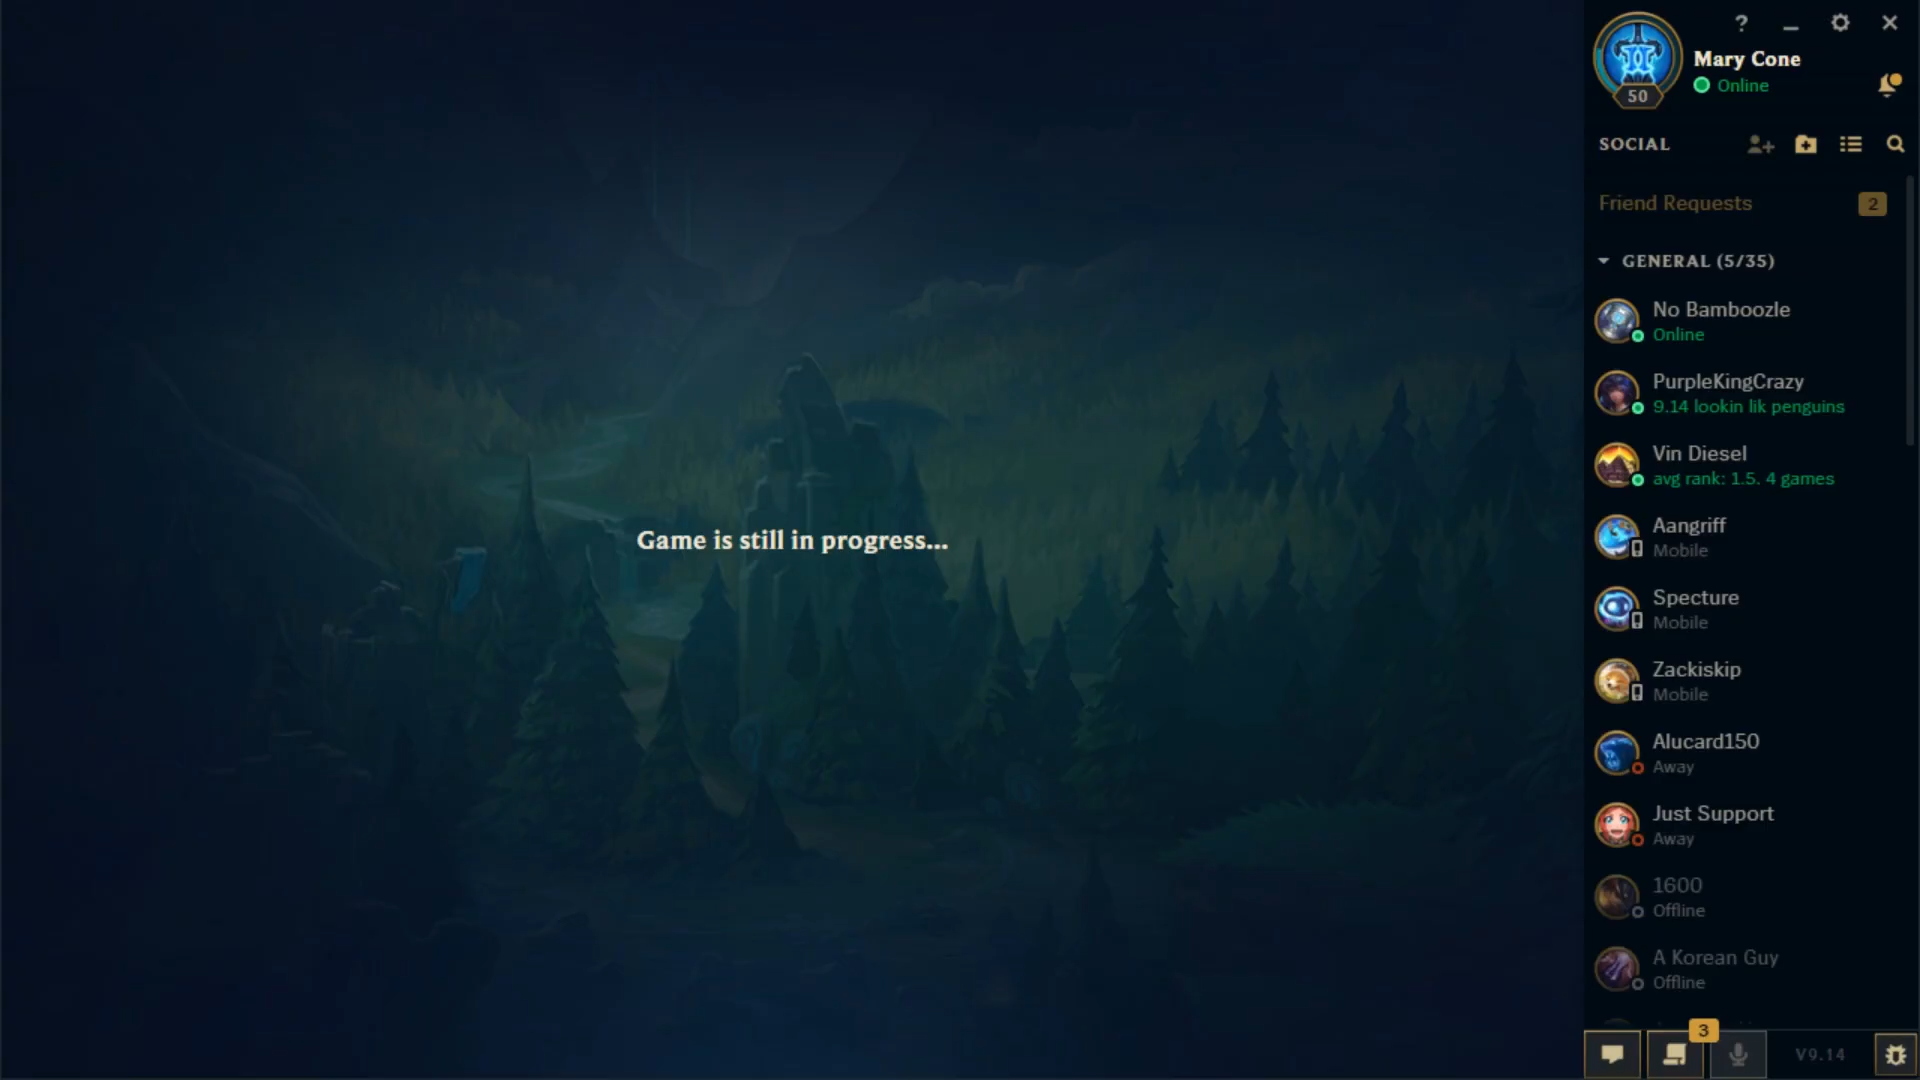 ?
Mary Cone
Online
50
SOCIAL
Friend Requests
2
GENERAL (5/35)
No Bamboozle
Online
PurpleKingCrazy
9.14 lookin lik penguins
Vin Diesel
avg rank: 1.5. 4 games
Aangriff
Mobile
Specture
Mobile
Zackiskip
Mobile
Alucard150
Away
Just Support
Away
1600
Offline
A Korean Guy
Offline
3
V9.14
Game is still in progress...